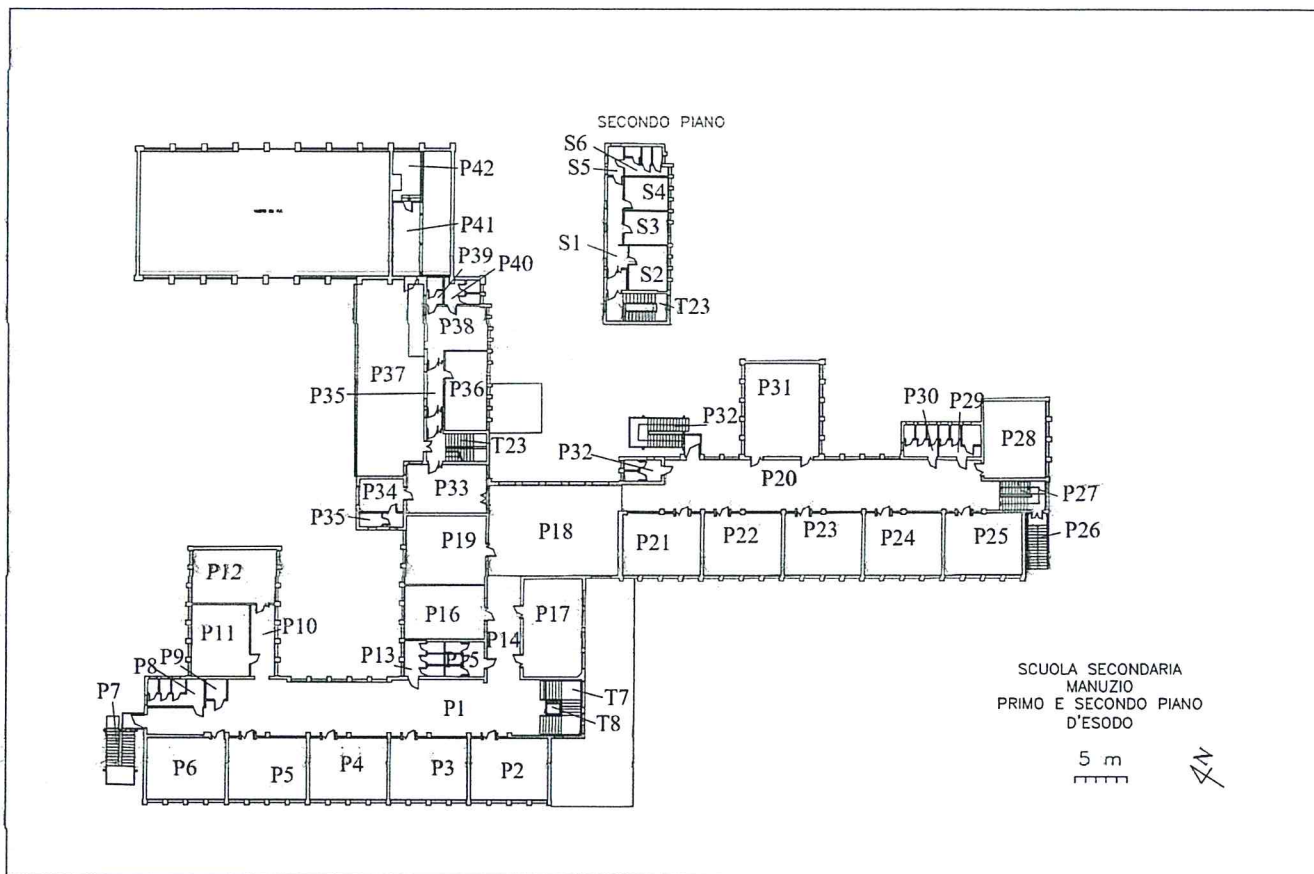 SECONDO PIANO
S6
P42
S5
S4
P41
S3
S1
P39
P40
S2
T23
P38
P37
P31
P35
P36
P30
P29
P32
P28
T23
P32
P20
P34
P33
P27
P35
P26
P19
P18
P21
P22
P23
P24
P25
P12
P16
P17
P11
P10
P14
P13
P15
P9
P8
P7
P1
T7
T8
P6
P5
P4
P3
P2
SCUOLA SECONDARIA
MANUZIO
PRIMO E SECONDO PIANO
D'ESODO
5 m
N